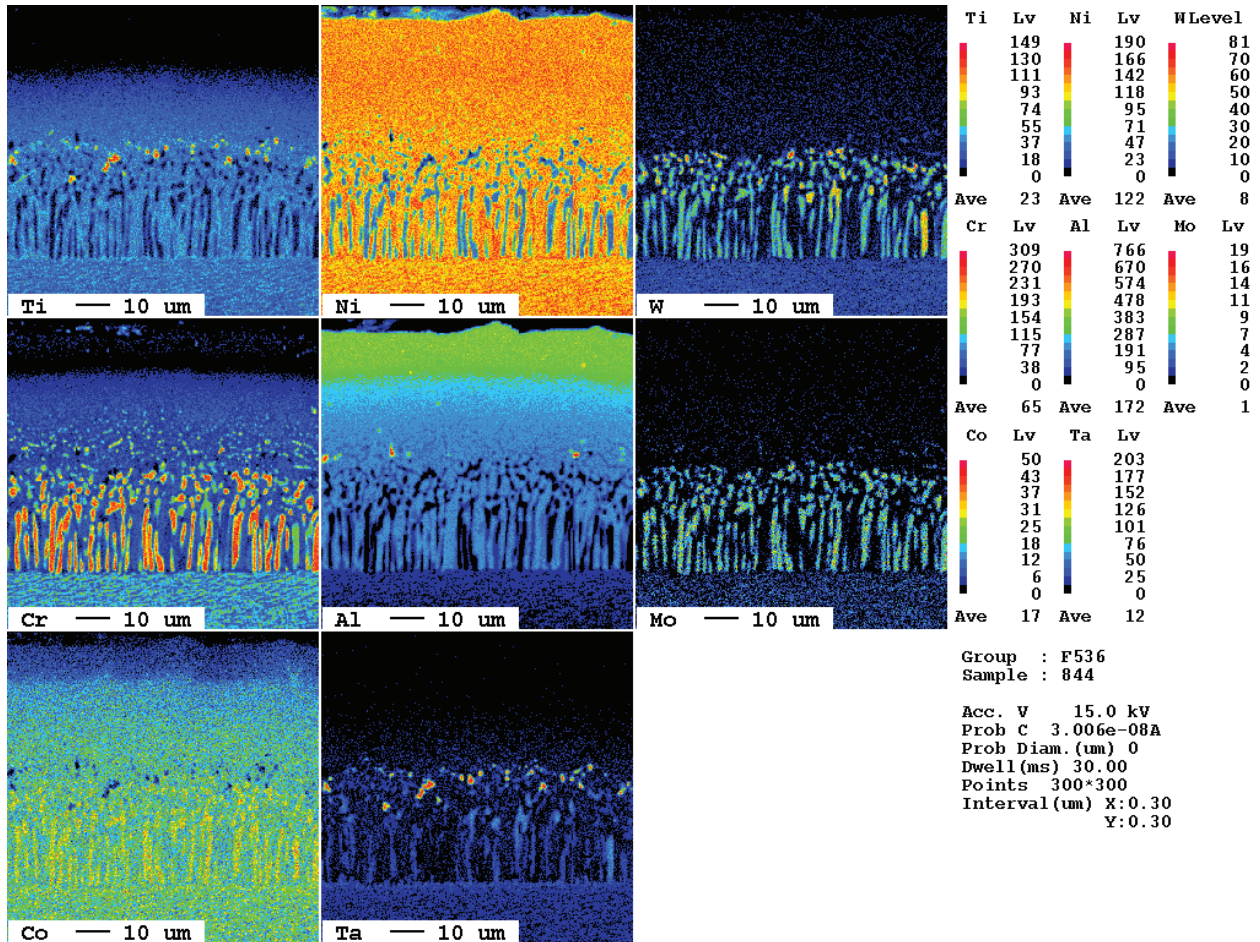 Ti Lv Ni Lv WLevel
149 190 81
130 166 70
111 142 60
93 118 50
74 95 40
55 71 30
37 47 20
18 23 10
0 0 0
Ave 23 Ave 122 Ave 8
Ti 10 um Ni 10 um W 10 um
Cr Lv Al Lv Mo Lv
309 766 19
270 670 16
231 574 14
193 478 11
154 383 9
115 287 7
77 191 4
38 95 2
0 0 0
Ave 65 Ave 172 Ave 1
Cr 10 um Al 10 um Mo 10 um
Co Lv Ta Lv
50 203
43 177
37 152
31 126
25 101
18 76
12 50
6 25
0 0
Ave 17 Ave 12
Co 10 um Ta 10 um
Group : F536
Sample : 844
Acc. V 15.0 kV
Prob C 3.006e-08A
Prob Diam.(um) 0
Dwell(ms) 30.00
Points 300*300
Interval(um) X:0.30
Y:0.30